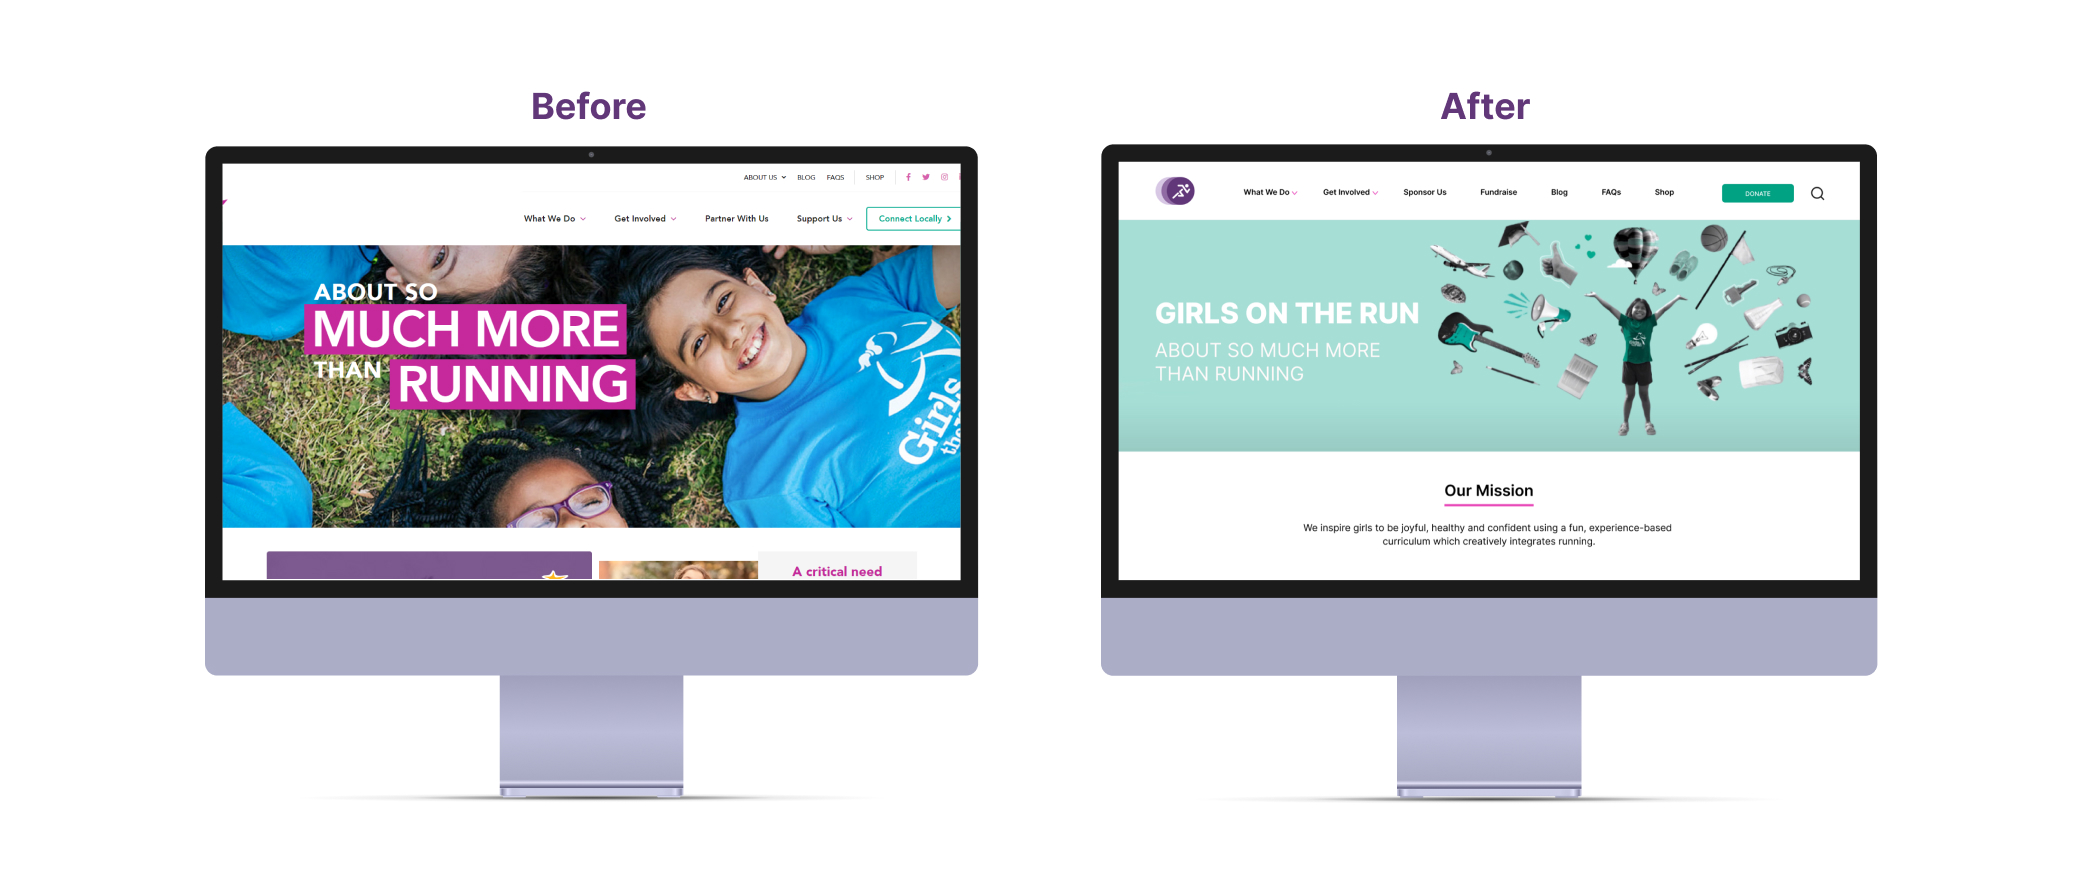 Before
ABOUT US
BLOG
FAQS
SHOP
What We Do
Get Involved
Partner With Us
Support Us
Connect Locally
ABOUT SO
MUCH MORE
THAN RUNNING
Girls
the
A critical need
After
What We Do
Get Involved
Sponsor Us
Fundraise
Blog
FAQs
Shop
DONATE
GIRLS ON THE RUN
ABOUT SO MUCH MORE
THAN RUNNING
Our Mission
We inspire girls to be joyful, healthy and confident using a fun, experience-based
curriculum which creatively integrates running.